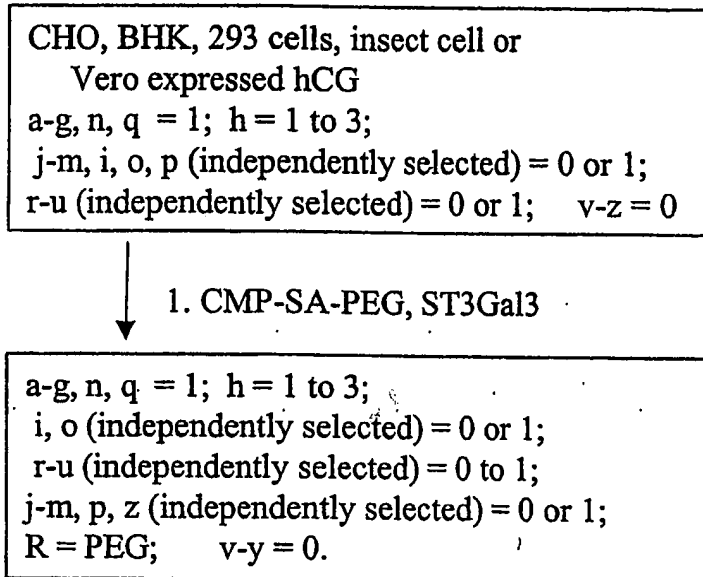 CHO, BHK, 293 cells, insect cell or
Vero expressed hCG
a-g, n, q = 1; h = 1 to 3;
j-m, i, o, p (independently selected) = 0 or 1;
r-u (independently selected) = 0 or 1; v-z = 0
1. CMP-SA-PEG, ST3Gal3
a-g, n, q = 1; h = 1 to 3;
i, o (independently selected) = 0 or 1;
r-u (independently selected) = 0 to 1;
j-m, p, z (independently selected) = 0 or 1;
R = PEG; v-y = 0.